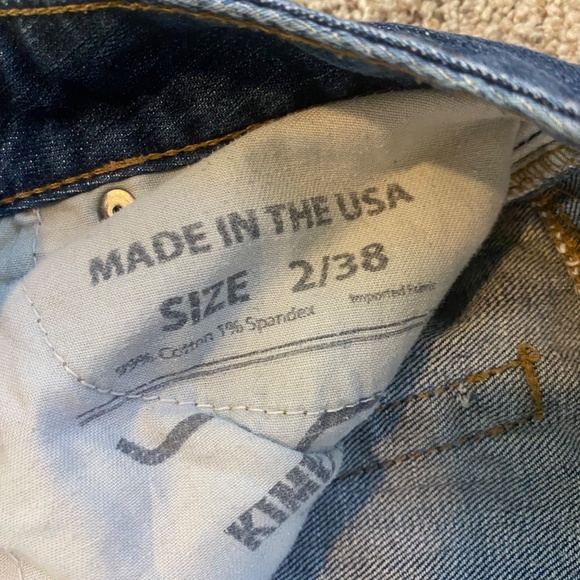 MADE IN THE USA
SIZE 2/38
99% Cotton 1% Spandex Imported Fabric